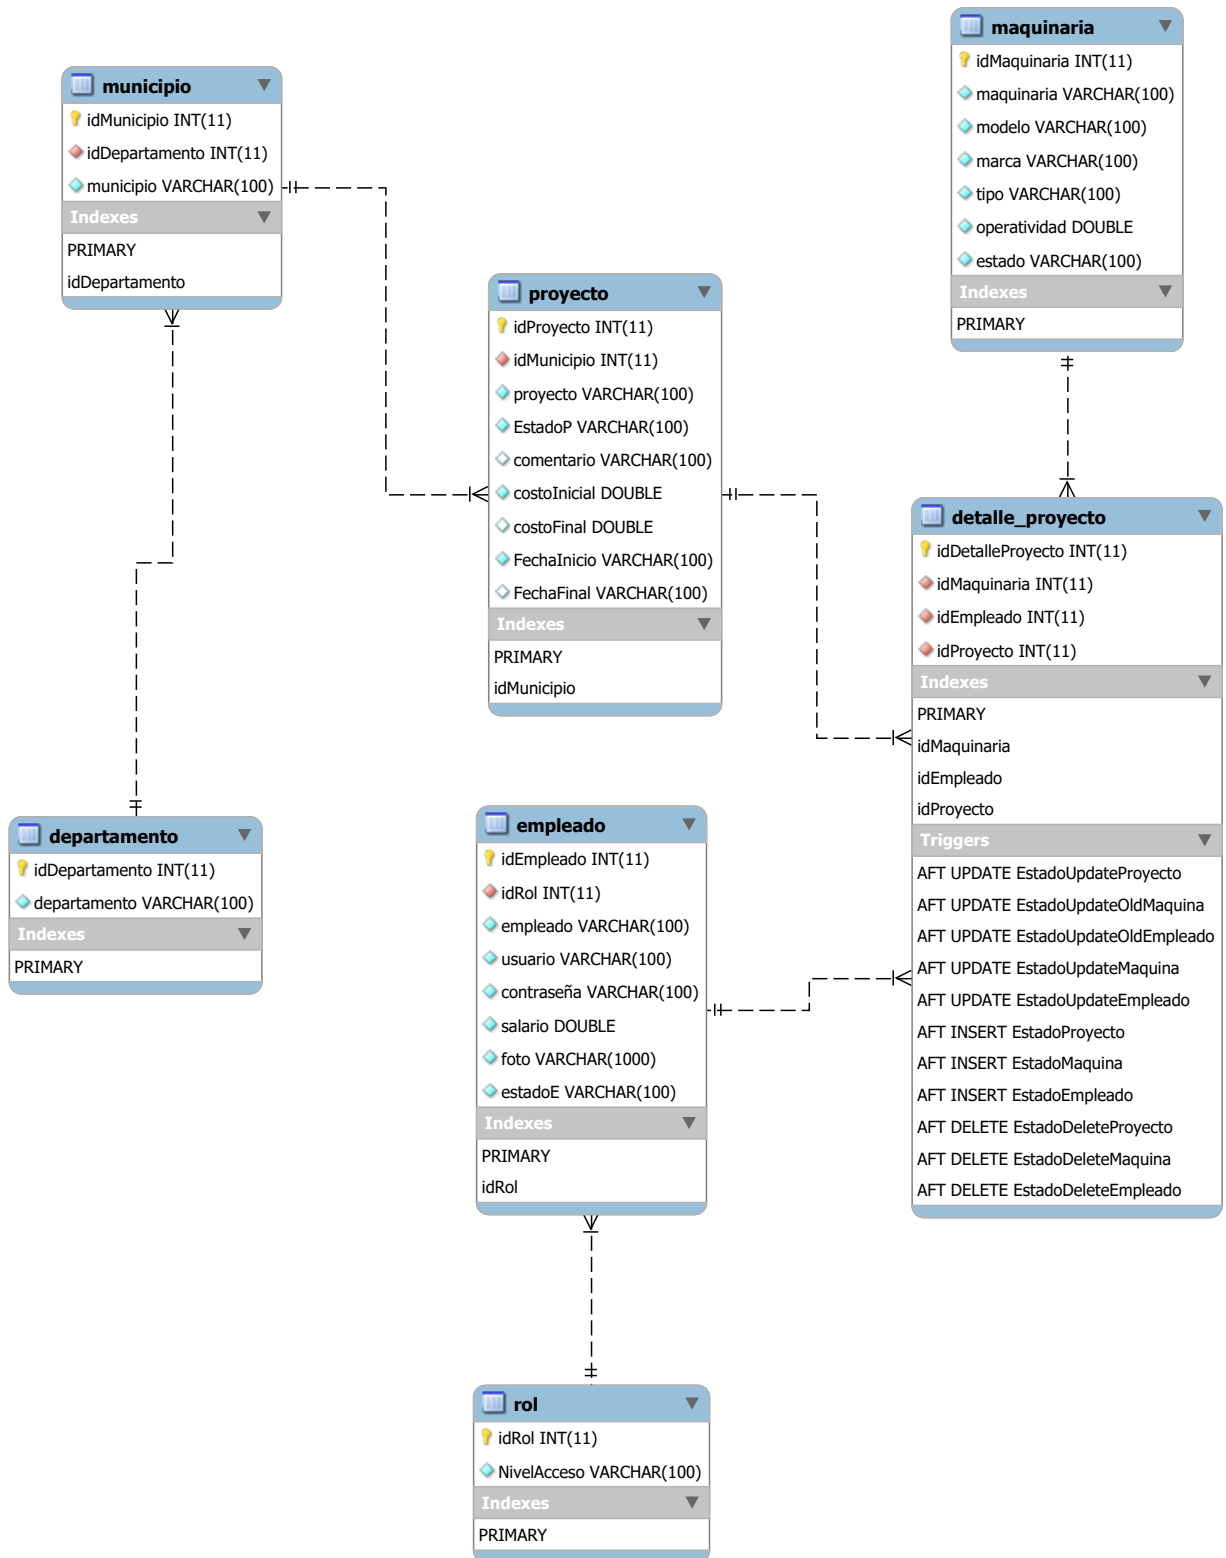 maquinaria
idMaquinaria INT(11)
maquinaria VARCHAR(100)
modelo VARCHAR(100)
marca VARCHAR(100)
tipo VARCHAR(100)
operatividad DOUBLE
estado VARCHAR(100)
Indexes
PRIMARY
municipio
idMunicipio INT(11)
idDepartamento INT(11)
municipio VARCHAR(100)
Indexes
PRIMARY
idDepartamento
proyecto
idProyecto INT(11)
idMunicipio INT(11)
proyecto VARCHAR(100)
EstadoP VARCHAR(100)
comentario VARCHAR(100)
costoInicial DOUBLE
costoFinal DOUBLE
FechaInicio VARCHAR(100)
FechaFinal VARCHAR(100)
Indexes
PRIMARY
idMunicipio
detalle_proyecto
idDetalleProyecto INT(11)
idMaquinaria INT(11)
idEmpleado INT(11)
idProyecto INT(11)
Indexes
PRIMARY
idMaquinaria
idEmpleado
idProyecto
Triggers
AFT UPDATE EstadoUpdateProyecto
AFT UPDATE EstadoUpdateOldMaquina
AFT UPDATE EstadoUpdateOldEmpleado
AFT UPDATE EstadoUpdateMaquina
AFT UPDATE EstadoUpdateEmpleado
AFT INSERT EstadoProyecto
AFT INSERT EstadoMaquina
AFT INSERT EstadoEmpleado
AFT DELETE EstadoDeleteProyecto
AFT DELETE EstadoDeleteMaquina
AFT DELETE EstadoDeleteEmpleado
departamento
idDepartamento INT(11)
departamento VARCHAR(100)
Indexes
PRIMARY
empleado
idEmpleado INT(11)
idRol INT(11)
empleado VARCHAR(100)
usuario VARCHAR(100)
contraseña VARCHAR(100)
salario DOUBLE
foto VARCHAR(1000)
estadoE VARCHAR(100)
Indexes
PRIMARY
idRol
rol
idRol INT(11)
NivelAcceso VARCHAR(100)
Indexes
PRIMARY